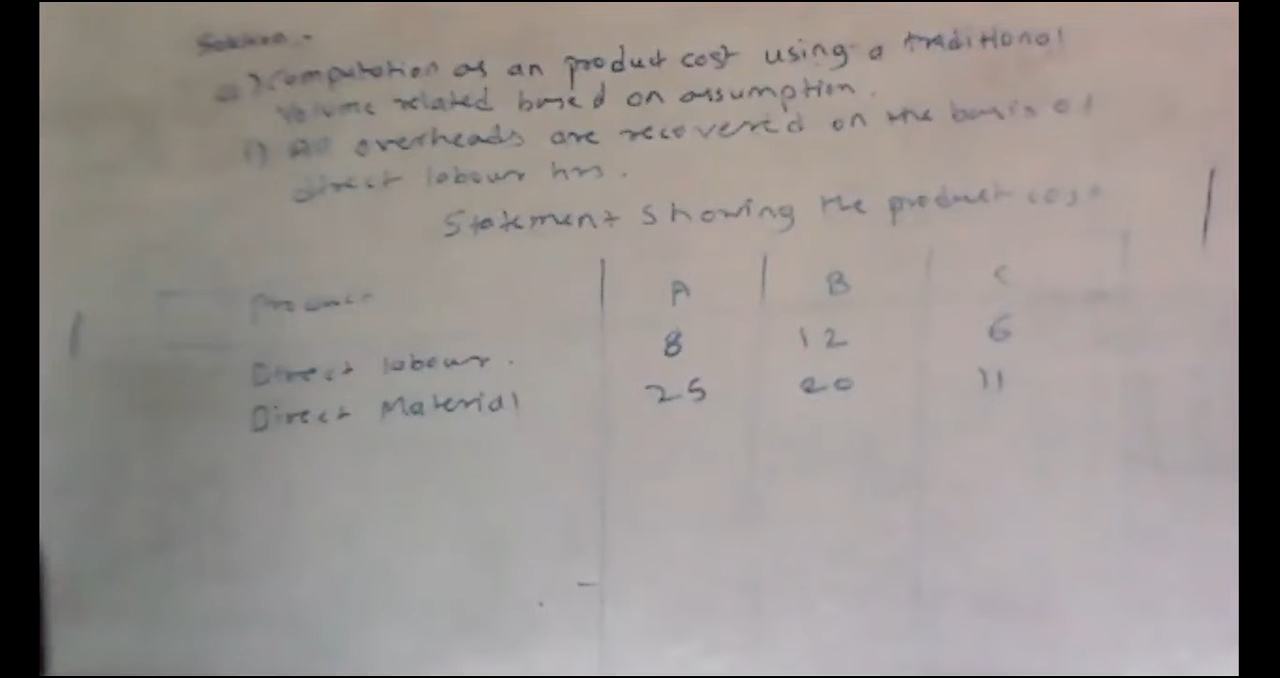 Solution.
a) computation of an product cost using a traditional
volume related based on assumption.
i) All overheads are recovered on the basis of
direct labour hrs.
Statement showing the product cost
Product A B C
Direct labour. 8 12 6
Direct Material 25 20 11